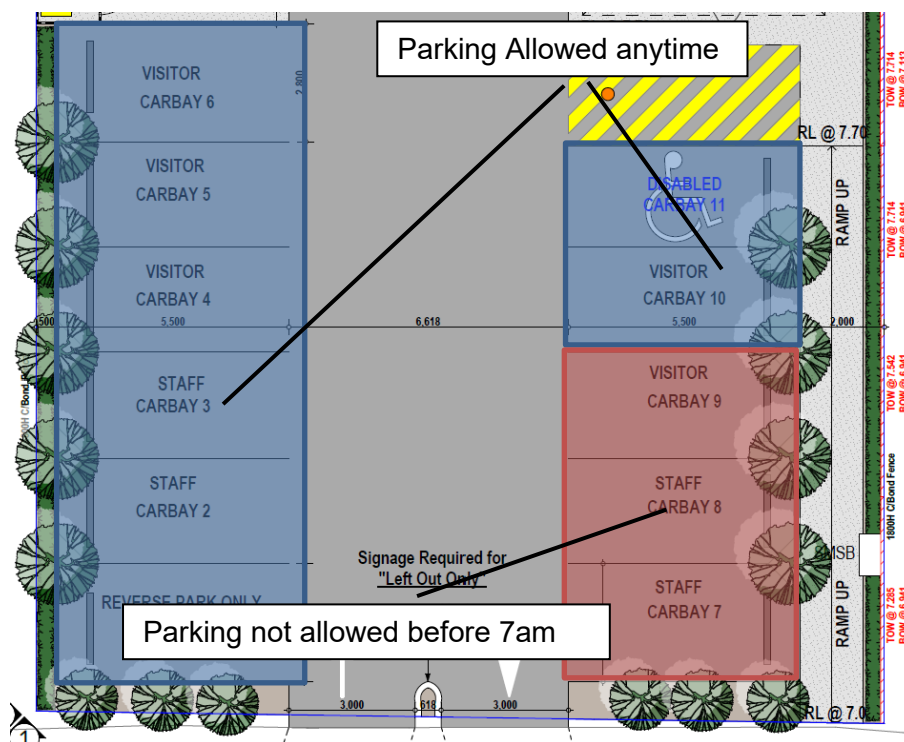 Parking Allowed anytime
VISITOR
CARBAY 6
2,800
VISITOR
CARBAY 5
VISITOR
CARBAY 4
5,500
STAFF
CARBAY 3
STAFF
CARBAY 2
REVERSE PARK ONLY
6,618
Signage Required for
"Left Out Only"
Parking not allowed before 7am
3,000
618
3,000
DISABLED
CARBAY 11
VISITOR
CARBAY 10
5,500
VISITOR
CARBAY 9
STAFF
CARBAY 8
STAFF
CARBAY 7
RL @ 7.70
RAMP UP
2,000
RAMP UP
RL @ 7.0
1800H C/Bond Fence
TOW @ 7.714
TOW @ 7.714
TOW @ 7.542
TOW @ 7.285
1